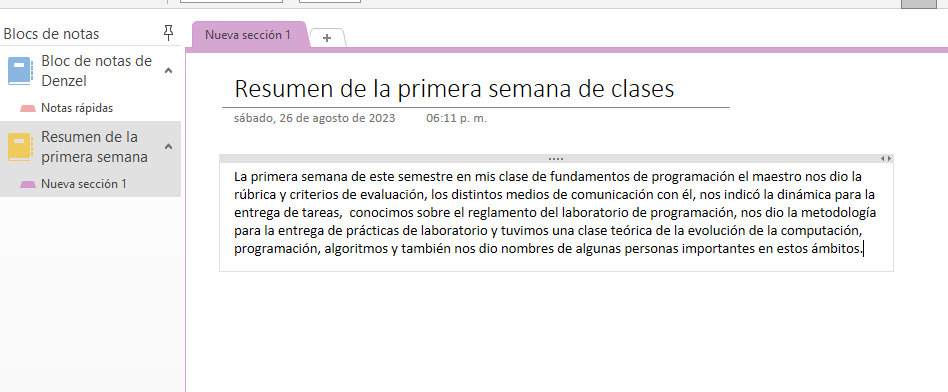 Blocs de notas
Bloc de notas de
Denzel
Notas rápidas
Resumen de la
primera semana
Nueva sección 1
Nueva sección 1
+
Resumen de la primera semana de clases
sábado, 26 de agosto de 2023 06:11 p. m.
La primera semana de este semestre en mis clase de fundamentos de programación el maestro nos dio la
rúbrica y criterios de evaluación, los distintos medios de comunicación con él, nos indicó la dinámica para la
entrega de tareas,  conocimos sobre el reglamento del laboratorio de programación, nos dio la metodología
para la entrega de prácticas de laboratorio y tuvimos una clase teórica de la evolución de la computación,
programación, algoritmos y también nos dio nombres de algunas personas importantes en estos ámbitos.